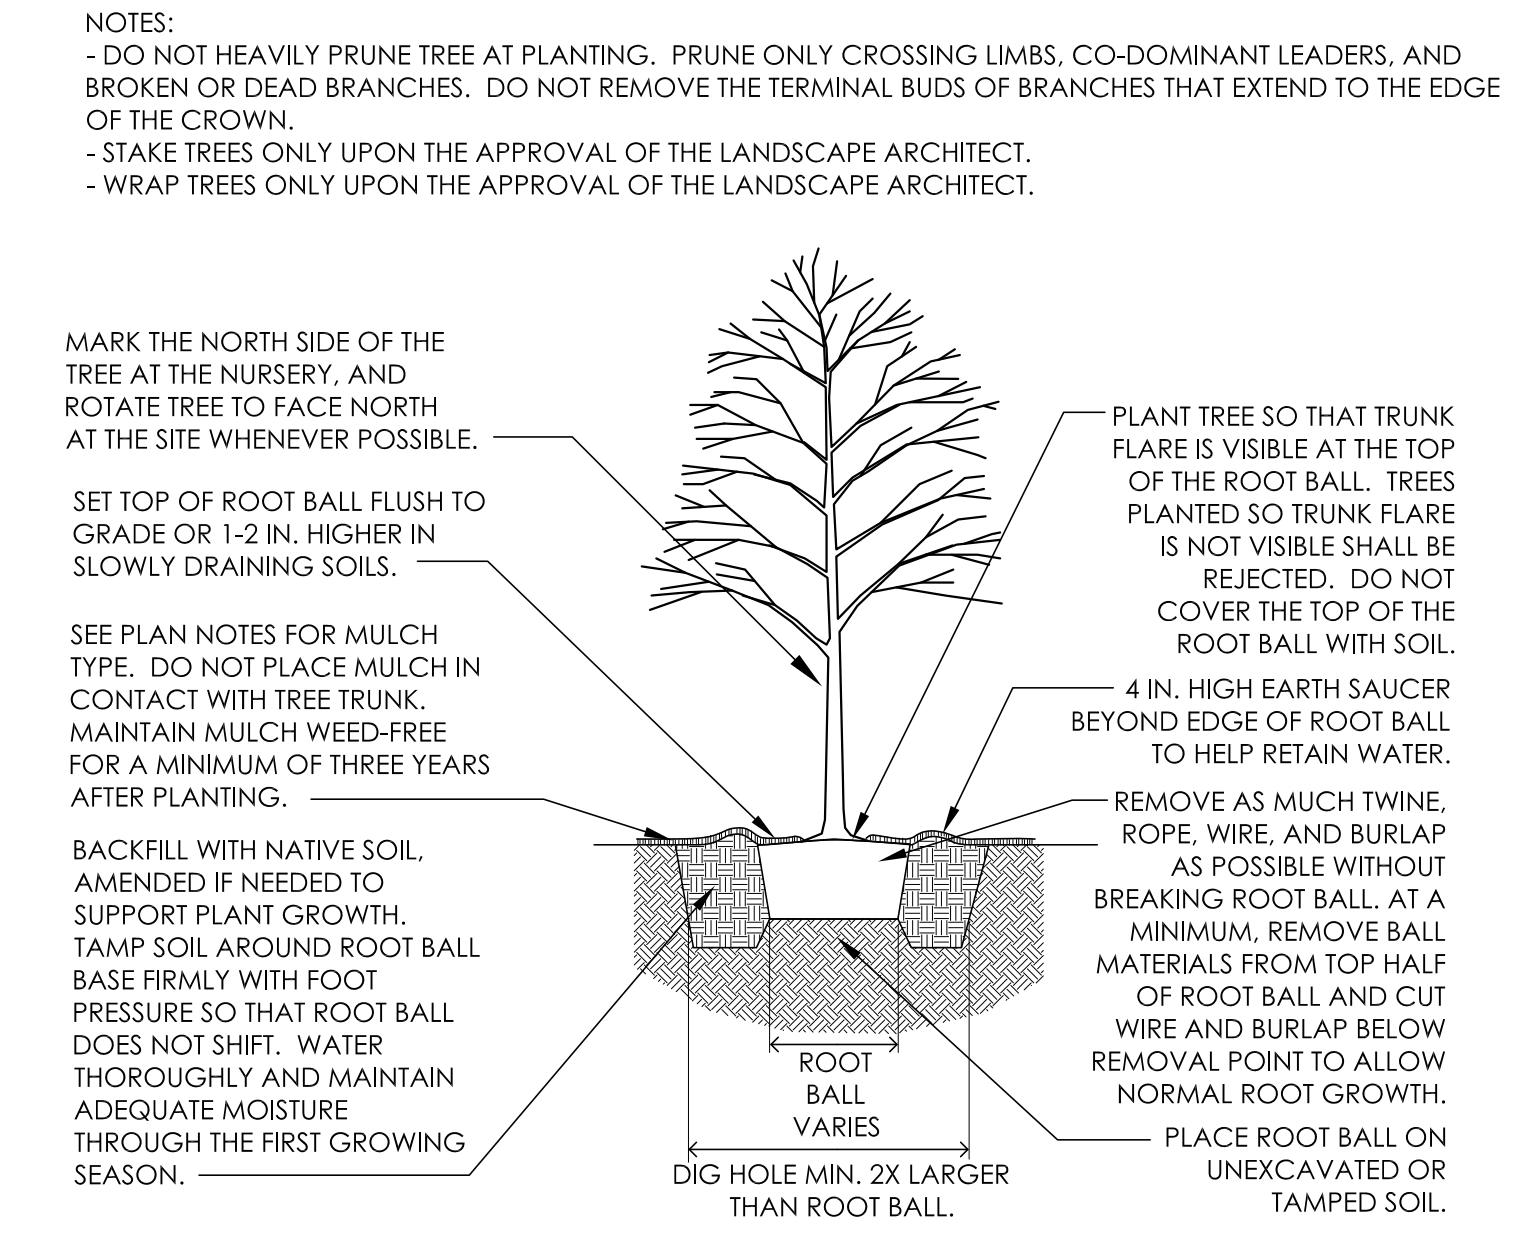 NOTES:
- DO NOT HEAVILY PRUNE TREE AT PLANTING.  PRUNE ONLY CROSSING LIMBS, CO-DOMINANT LEADERS, AND
BROKEN OR DEAD BRANCHES.  DO NOT REMOVE THE TERMINAL BUDS OF BRANCHES THAT EXTEND TO THE EDGE
OF THE CROWN.
- STAKE TREES ONLY UPON THE APPROVAL OF THE LANDSCAPE ARCHITECT.
- WRAP TREES ONLY UPON THE APPROVAL OF THE LANDSCAPE ARCHITECT.
MARK THE NORTH SIDE OF THE
TREE AT THE NURSERY, AND
ROTATE TREE TO FACE NORTH
AT THE SITE WHENEVER POSSIBLE.
SET TOP OF ROOT BALL FLUSH TO
GRADE OR 1-2 IN. HIGHER IN
SLOWLY DRAINING SOILS.
SEE PLAN NOTES FOR MULCH
TYPE.  DO NOT PLACE MULCH IN
CONTACT WITH TREE TRUNK.
MAINTAIN MULCH WEED-FREE
FOR A MINIMUM OF THREE YEARS
AFTER PLANTING.
BACKFILL WITH NATIVE SOIL,
AMENDED IF NEEDED TO
SUPPORT PLANT GROWTH.
TAMP SOIL AROUND ROOT BALL
BASE FIRMLY WITH FOOT
PRESSURE SO THAT ROOT BALL
DOES NOT SHIFT.  WATER
THOROUGHLY AND MAINTAIN
ADEQUATE MOISTURE
THROUGH THE FIRST GROWING
SEASON.
PLANT TREE SO THAT TRUNK
FLARE IS VISIBLE AT THE TOP
OF THE ROOT BALL.  TREES
PLANTED SO TRUNK FLARE
IS NOT VISIBLE SHALL BE
REJECTED.  DO NOT
COVER THE TOP OF THE
ROOT BALL WITH SOIL.
4 IN. HIGH EARTH SAUCER
BEYOND EDGE OF ROOT BALL
TO HELP RETAIN WATER.
REMOVE AS MUCH TWINE,
ROPE, WIRE, AND BURLAP
AS POSSIBLE WITHOUT
BREAKING ROOT BALL. AT A
MINIMUM, REMOVE BALL
MATERIALS FROM TOP HALF
OF ROOT BALL AND CUT
WIRE AND BURLAP BELOW
REMOVAL POINT TO ALLOW
NORMAL ROOT GROWTH.
PLACE ROOT BALL ON
UNEXCAVATED OR
TAMPED SOIL.
ROOT
BALL
VARIES
DIG HOLE MIN. 2X LARGER
THAN ROOT BALL.